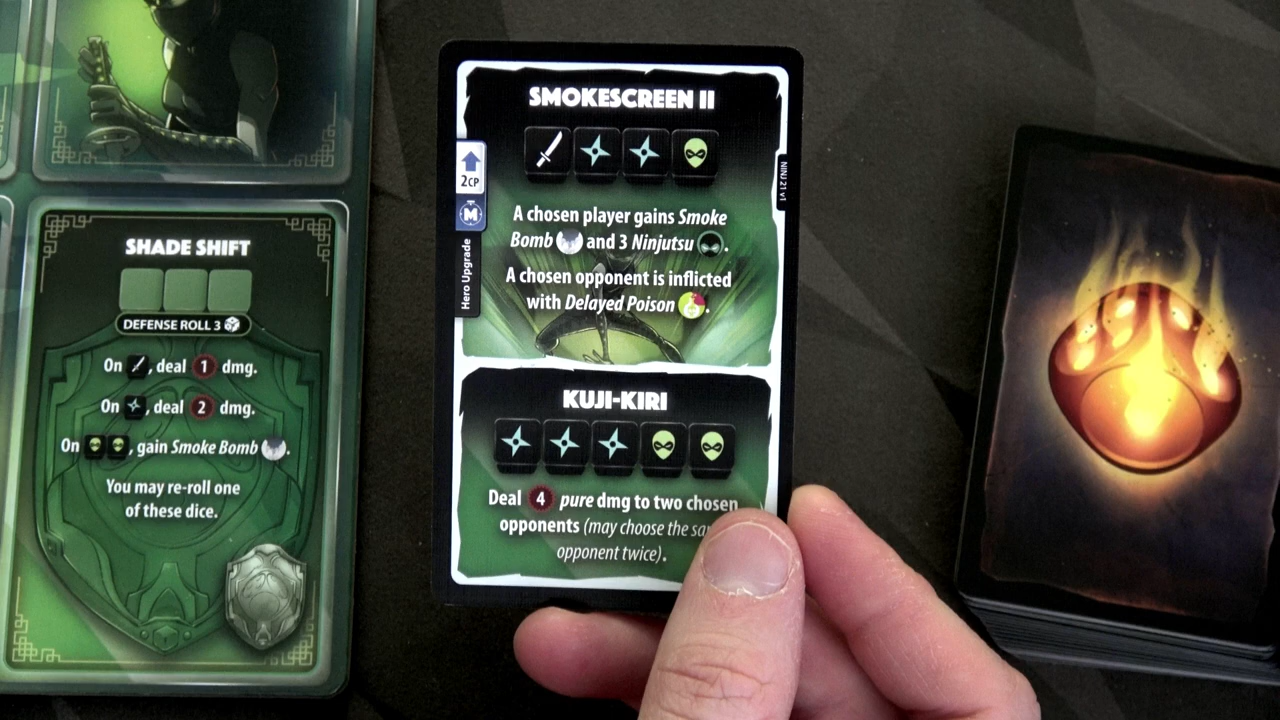 SHADE SHIFT
DEFENSE ROLL 3
On , deal 1 dmg.
On , deal 2 dmg.
On , gain Smoke Bomb .
You may re-roll one
of these dice.
SMOKESCREEN II
2CP
M
Hero Upgrade
NINJ 21 v1
A chosen player gains Smoke
Bomb and 3 Ninjutsu .
A chosen opponent is inflicted
with Delayed Poison .
KUJI-KIRI
Deal 4 pure dmg to two chosen
opponents (may choose the
opponent twice).